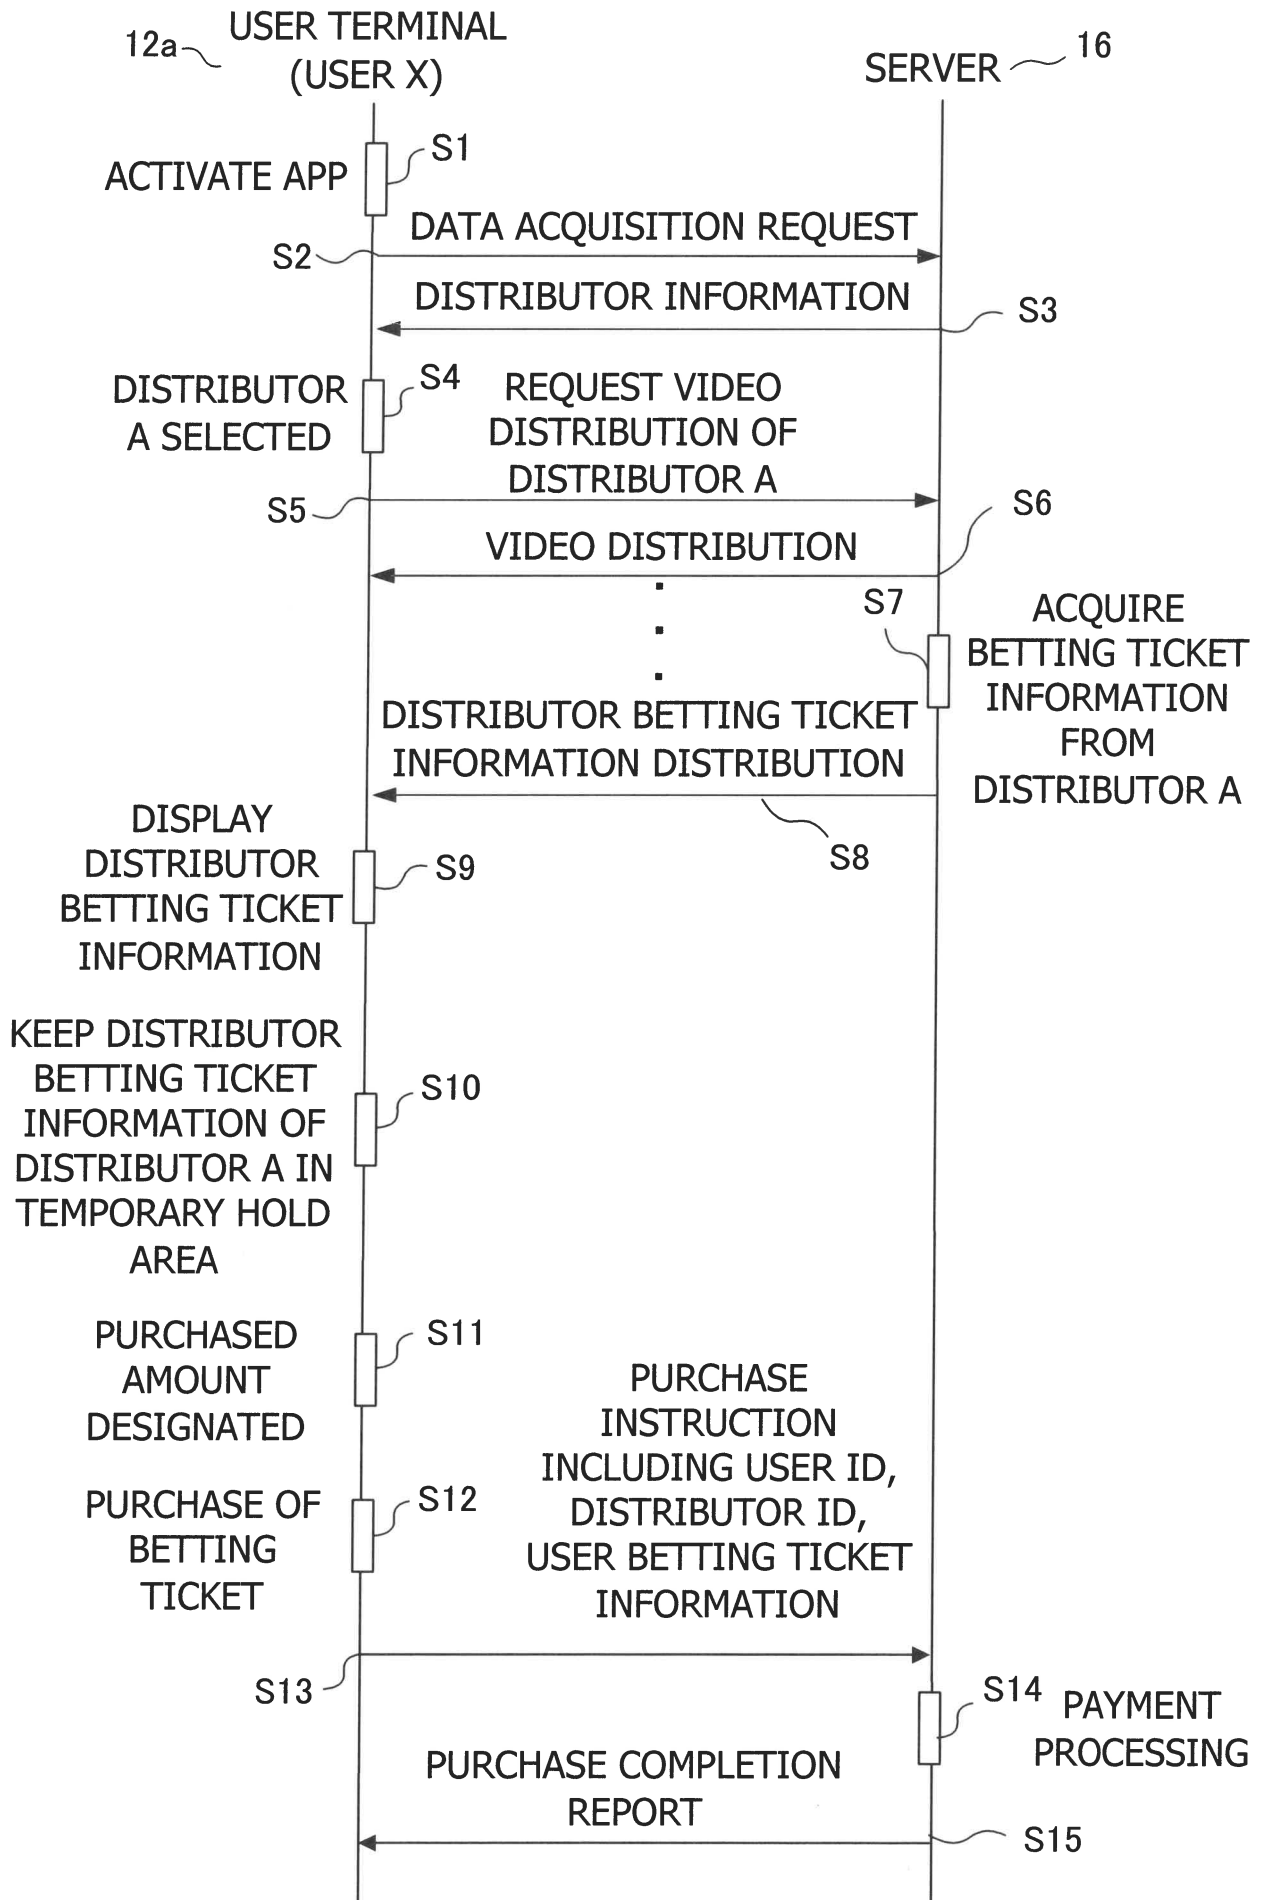 USER TERMINAL
(USER X)
12a
SERVER
16
S1
ACTIVATE APP
DATA ACQUISITION REQUEST
S2
DISTRIBUTOR INFORMATION
S3
DISTRIBUTOR
A SELECTED
S4
REQUEST VIDEO
DISTRIBUTION OF
DISTRIBUTOR A
S5
S6
VIDEO DISTRIBUTION
S7
ACQUIRE
BETTING TICKET
INFORMATION
FROM
DISTRIBUTOR A
DISTRIBUTOR BETTING TICKET
INFORMATION DISTRIBUTION
S8
DISPLAY
DISTRIBUTOR
BETTING TICKET
INFORMATION
S9
KEEP DISTRIBUTOR
BETTING TICKET
INFORMATION OF
DISTRIBUTOR A IN
TEMPORARY HOLD
AREA
S10
PURCHASED
AMOUNT
DESIGNATED
S11
PURCHASE OF
BETTING
TICKET
S12
PURCHASE
INSTRUCTION
INCLUDING USER ID,
DISTRIBUTOR ID,
USER BETTING TICKET
INFORMATION
S13
S14
PAYMENT
PROCESSING
PURCHASE COMPLETION
REPORT
S15